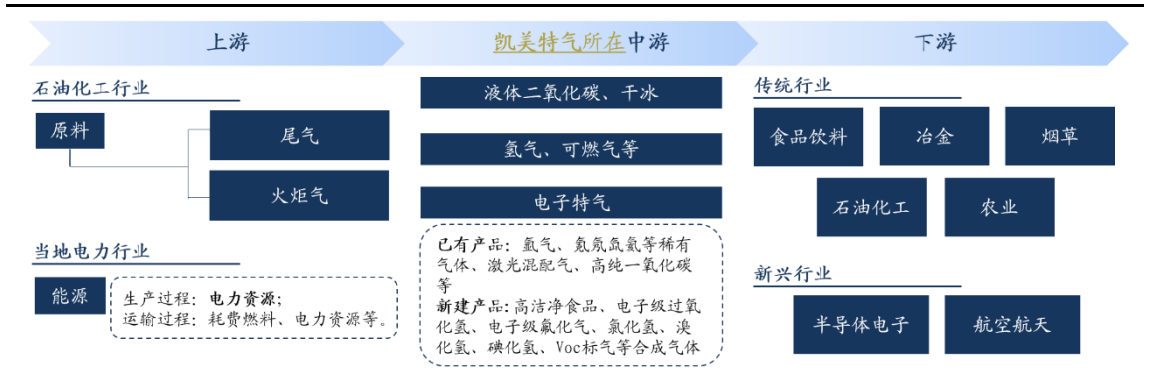 上游
凯美特气所在中游
下游
石油化工行业
原料
尾气
火炬气
当地电力行业
能源
生产过程：电力资源；
运输过程：耗费燃料、电力资源等。
液体二氧化碳、干冰
氢气、可燃气等
电子特气
已有产品：氩气、等稀有
气体、激光混配气、高纯一氧化碳
等
新建产品：高洁净食品、电子级过氧
化氢、电子级氟化气、氯化氢、溴
化氢、碘化氢、Voc标气等合成气体
传统行业
食品饮料
冶金
烟草
石油化工
农业
新兴行业
半导体电子
航空航天